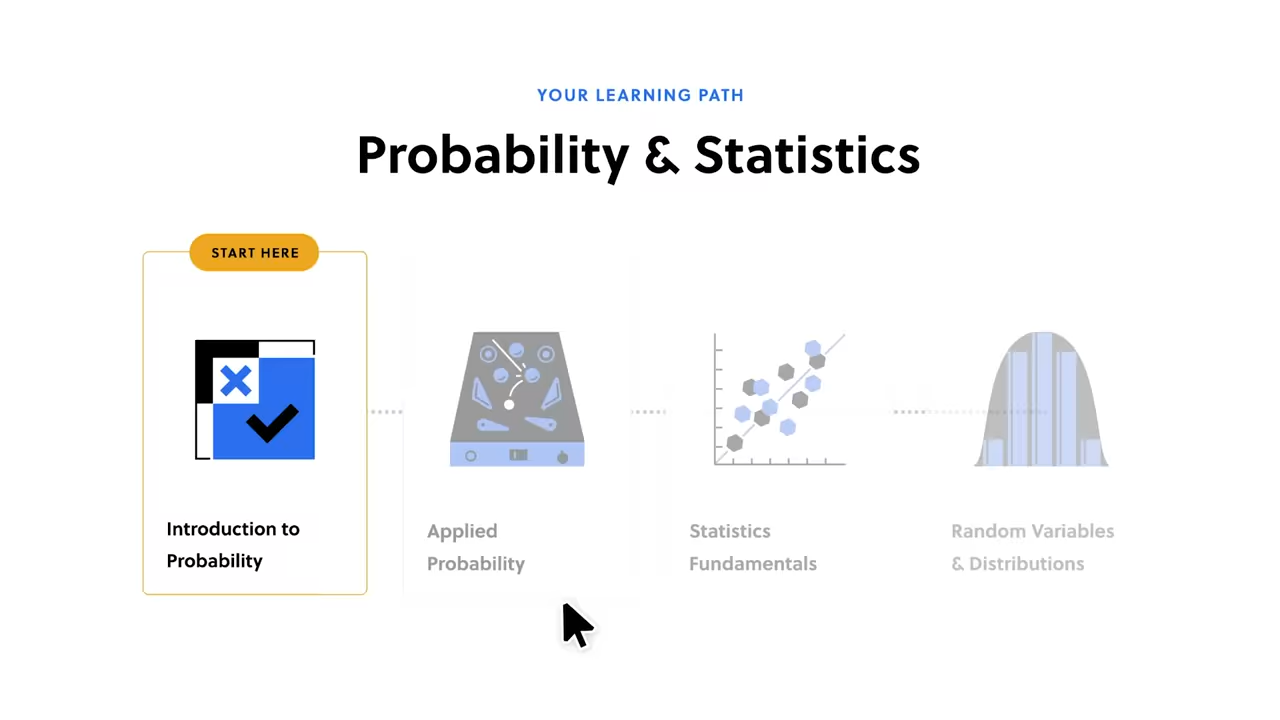 YOUR LEARNING PATH
Probability & Statistics
START HERE
Introduction to
Probability
Applied
Probability
Statistics
Fundamentals
Random Variables
& Distributions